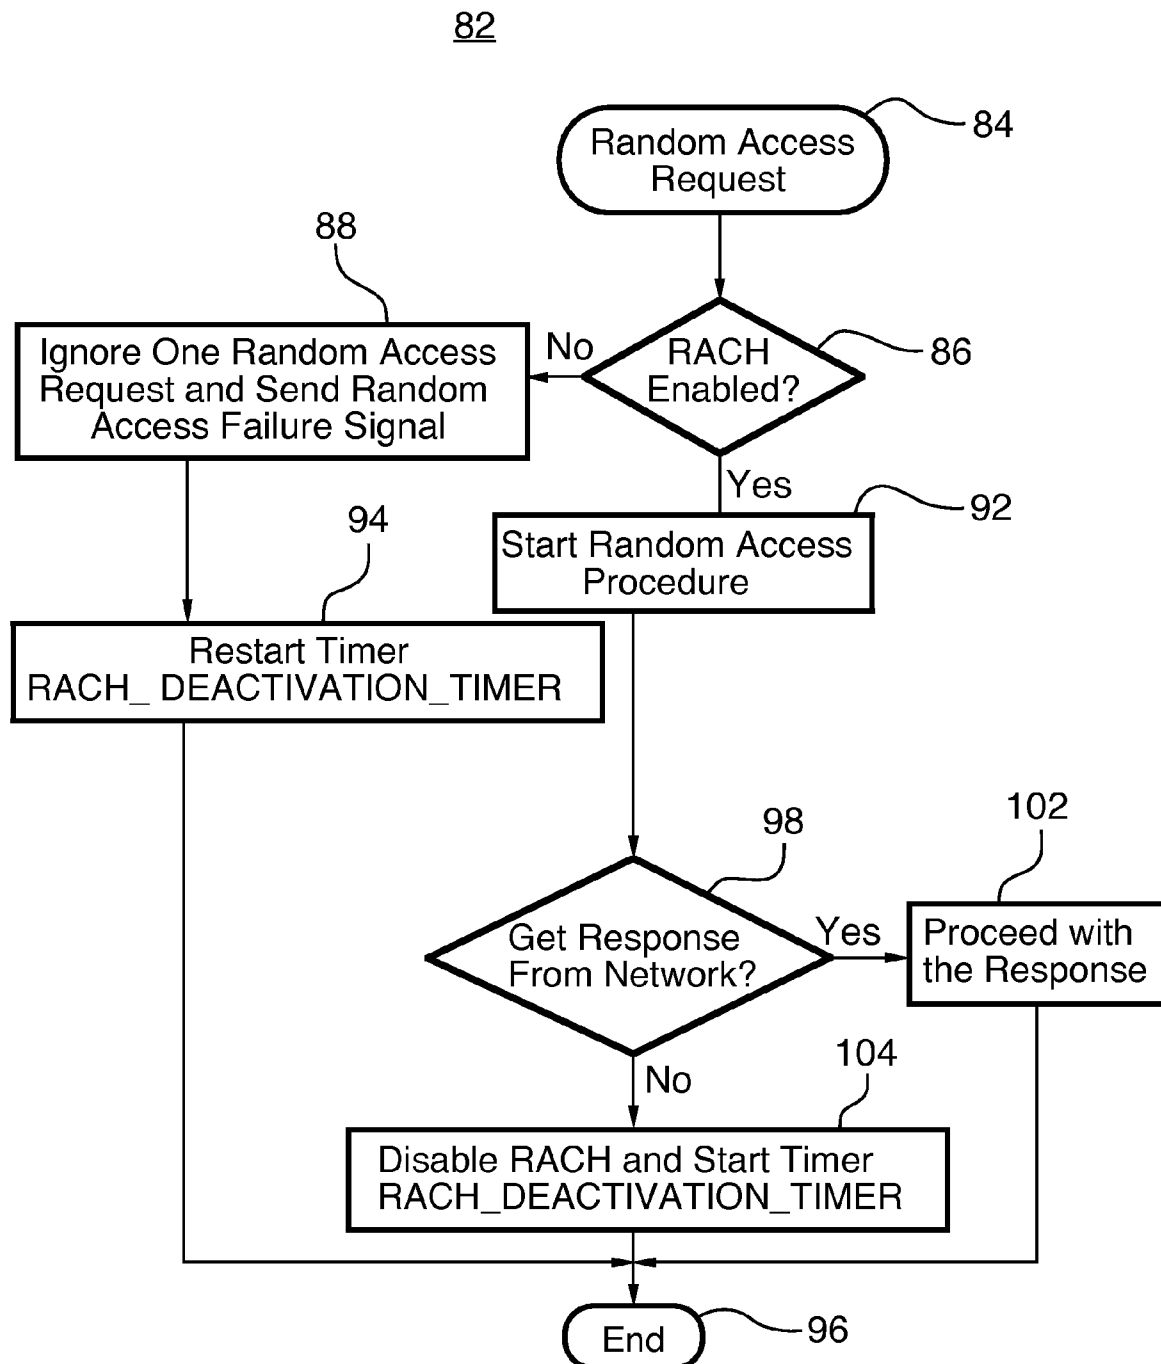 82
Random Access
Request
84
88
Ignore One Random Access
Request and Send Random
Access Failure Signal
No
RACH
Enabled?
86
Yes
92
Start Random Access
Procedure
94
Restart Timer
RACH_ DEACTIVATION_TIMER
98
Get Response
From Network?
Yes
102
Proceed with
the Response
No
104
Disable RACH and Start Timer
RACH_DEACTIVATION_TIMER
End
96